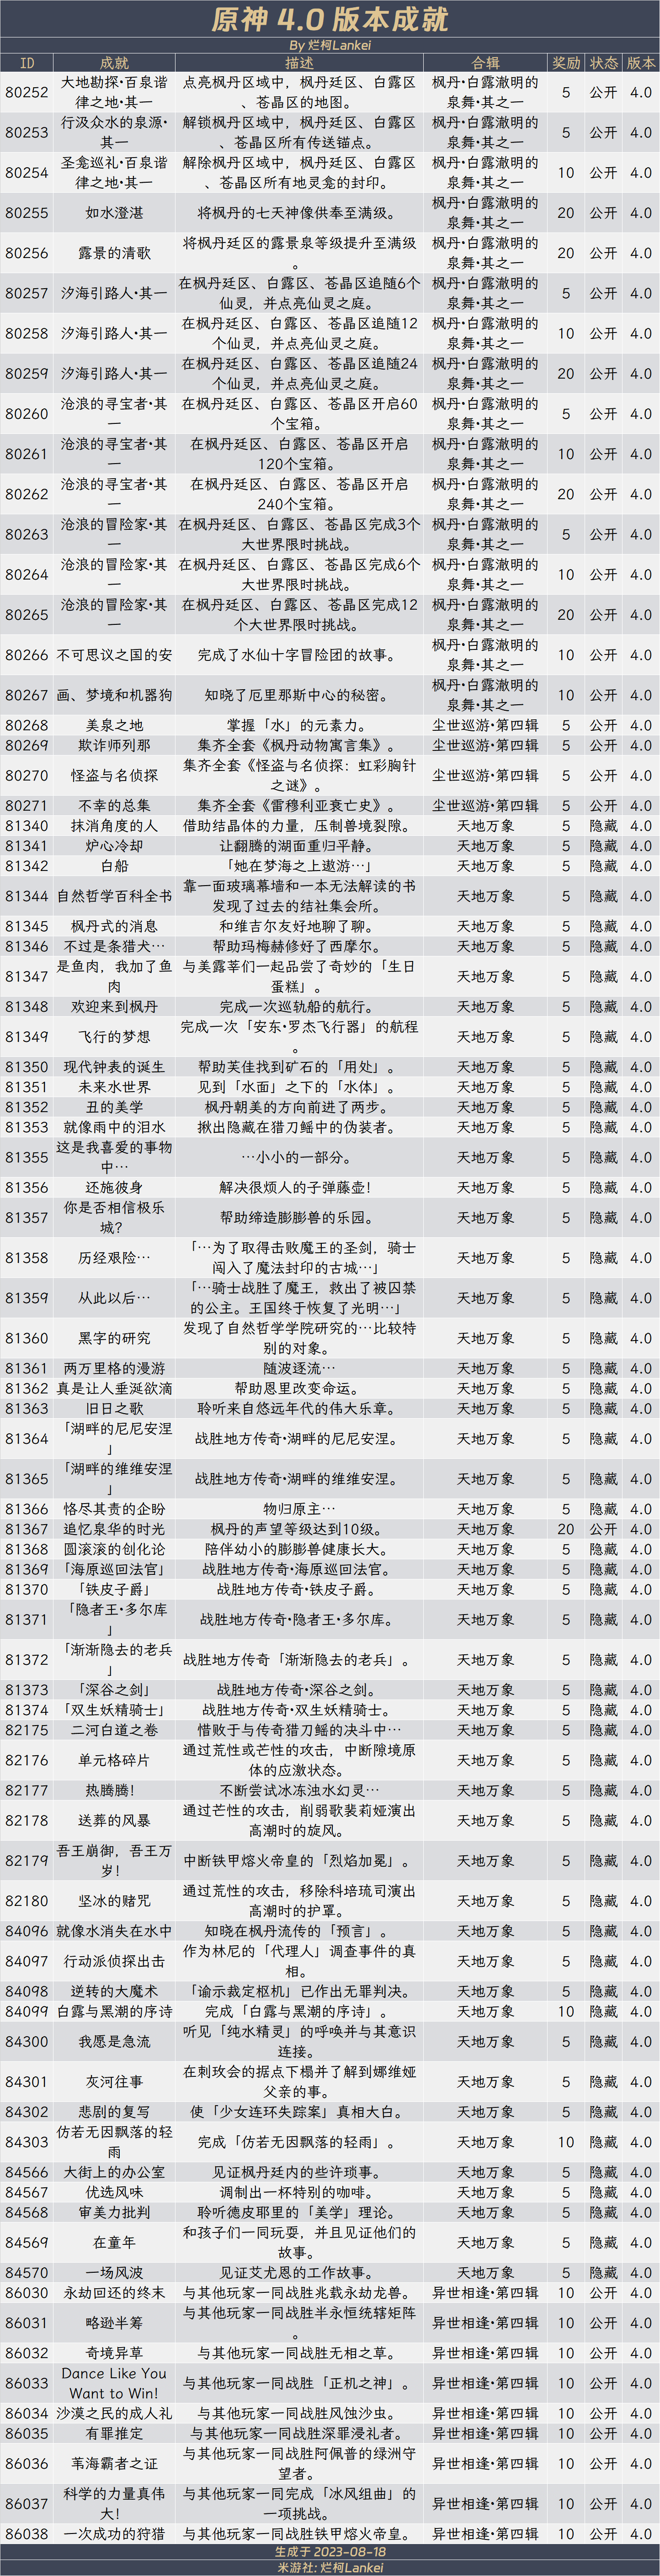 原神 4.0 版本成就
By 烂柯Lankei
ID 成就 描述 合辑 奖励 状态 版本
80252 大地勘探•百泉谐律之地•其一 点亮枫丹区域中，枫丹廷区、白露区、苍晶区的地图。 枫丹•白露澈明的泉舞•其之一 5 公开 4.0
80253 行汲众水的泉源•其一 解锁枫丹区域中，枫丹廷区、白露区、苍晶区所有传送锚点。 枫丹•白露澈明的泉舞•其之一 5 公开 4.0
80254 圣龛巡礼•百泉谐律之地•其一 解除枫丹区域中，枫丹廷区、白露区、苍晶区所有地灵龛的封印。 枫丹•白露澈明的泉舞•其之一 10 公开 4.0
80255 如水澄湛 将枫丹的七天神像供奉至满级。 枫丹•白露澈明的泉舞•其之一 20 公开 4.0
80256 露景的清歌 将枫丹廷区的露景泉等级提升至满级。 枫丹•白露澈明的泉舞•其之一 20 公开 4.0
80257 汐海引路人•其一 在枫丹廷区、白露区、苍晶区追随6个仙灵，并点亮仙灵之庭。 枫丹•白露澈明的泉舞•其之一 5 公开 4.0
80258 汐海引路人•其一 在枫丹廷区、白露区、苍晶区追随12个仙灵，并点亮仙灵之庭。 枫丹•白露澈明的泉舞•其之一 10 公开 4.0
80259 汐海引路人•其一 在枫丹廷区、白露区、苍晶区追随24个仙灵，并点亮仙灵之庭。 枫丹•白露澈明的泉舞•其之一 20 公开 4.0
80260 沧浪的寻宝者•其一 在枫丹廷区、白露区、苍晶区开启60个宝箱。 枫丹•白露澈明的泉舞•其之一 5 公开 4.0
80261 沧浪的寻宝者•其一 在枫丹廷区、白露区、苍晶区开启120个宝箱。 枫丹•白露澈明的泉舞•其之一 10 公开 4.0
80262 沧浪的寻宝者•其一 在枫丹廷区、白露区、苍晶区开启240个宝箱。 枫丹•白露澈明的泉舞•其之一 20 公开 4.0
80263 沧浪的冒险家•其一 在枫丹廷区、白露区、苍晶区完成3个大世界限时挑战。 枫丹•白露澈明的泉舞•其之一 5 公开 4.0
80264 沧浪的冒险家•其一 在枫丹廷区、白露区、苍晶区完成6个大世界限时挑战。 枫丹•白露澈明的泉舞•其之一 10 公开 4.0
80265 沧浪的冒险家•其一 在枫丹廷区、白露区、苍晶区完成12个大世界限时挑战。 枫丹•白露澈明的泉舞•其之一 20 公开 4.0
80266 不可思议之国的安 完成了水仙十字冒险团的故事。 枫丹•白露澈明的泉舞•其之一 10 公开 4.0
80267 画、梦境和机器狗 知晓了厄里那斯中心的秘密。 枫丹•白露澈明的泉舞•其之一 10 公开 4.0
80268 美泉之地 掌握「水」的元素力。 尘世巡游•第四辑 5 公开 4.0
80269 欺诈师列那 集齐全套《枫丹动物寓言集》。 尘世巡游•第四辑 5 公开 4.0
80270 怪盗与名侦探 集齐全套《怪盗与名侦探：虹彩胸针之谜》。 尘世巡游•第四辑 5 公开 4.0
80271 不幸的总集 集齐全套《雷穆利亚衰亡史》。 尘世巡游•第四辑 5 公开 4.0
81340 抹消角度的人 借助结晶体的力量，压制兽境裂隙。 天地万象 5 隐藏 4.0
81341 炉心冷却 让翻腾的湖面重归平静。 天地万象 5 隐藏 4.0
81342 白船 「她在梦海之上遨游…」 天地万象 5 隐藏 4.0
81344 自然哲学百科全书 靠一面玻璃幕墙和一本无法解读的书发现了过去的结社集会所。 天地万象 5 隐藏 4.0
81345 枫丹式的消息 和维吉尔友好地聊了聊。 天地万象 5 隐藏 4.0
81346 不过是条猎犬… 帮助玛梅赫修好了西摩尔。 天地万象 5 隐藏 4.0
81347 是鱼肉，我加了鱼肉 与美露莘们一起品尝了奇妙的「生日蛋糕」。 天地万象 5 隐藏 4.0
81348 欢迎来到枫丹 完成一次巡轨船的航行。 天地万象 5 隐藏 4.0
81349 飞行的梦想 完成一次「安东•罗杰飞行器」的航程。 天地万象 5 隐藏 4.0
81350 现代钟表的诞生 帮助芙佳找到矿石的「用处」。 天地万象 5 隐藏 4.0
81351 未来水世界 见到「水面」之下的「水体」。 天地万象 5 隐藏 4.0
81352 丑的美学 枫丹朝美的方向前进了两步。 天地万象 5 隐藏 4.0
81353 就像雨中的泪水 揪出隐藏在猎刀鳐中的伪装者。 天地万象 5 隐藏 4.0
81355 这是我喜爱的事物中… …小小的一部分。 天地万象 5 隐藏 4.0
81356 还施彼身 解决很烦人的子弹藤壶！ 天地万象 5 隐藏 4.0
81357 你是否相信极乐城？ 帮助缔造膨膨兽的乐园。 天地万象 5 隐藏 4.0
81358 历经艰险… 「…为了取得击败魔王的圣剑，骑士闯入了魔法封印的古城…」 天地万象 5 隐藏 4.0
81359 从此以后… 「…骑士战胜了魔王，救出了被囚禁的公主。王国终于恢复了光明…」 天地万象 5 隐藏 4.0
81360 黑字的研究 发现了自然哲学学院研究的…比较特别的对象。 天地万象 5 隐藏 4.0
81361 两万里格的漫游 随波逐流… 天地万象 5 隐藏 4.0
81362 真是让人垂涎欲滴 帮助恩里改变命运。 天地万象 5 隐藏 4.0
81363 旧日之歌 聆听来自悠远年代的伟大乐章。 天地万象 5 隐藏 4.0
81364 「湖畔的尼尼安涅」 战胜地方传奇•湖畔的尼尼安涅。 天地万象 5 隐藏 4.0
81365 「湖畔的维维安涅」 战胜地方传奇•湖畔的维维安涅。 天地万象 5 隐藏 4.0
81366 恪尽其责的企盼 物归原主… 天地万象 5 隐藏 4.0
81367 追忆泉华的时光 枫丹的声望等级达到10级。 天地万象 20 公开 4.0
81368 圆滚滚的创化论 陪伴幼小的膨膨兽健康长大。 天地万象 5 隐藏 4.0
81369 「海原巡回法官」 战胜地方传奇•海原巡回法官。 天地万象 5 隐藏 4.0
81370 「铁皮子爵」 战胜地方传奇•铁皮子爵。 天地万象 5 隐藏 4.0
81371 「隐者王•多尔库」 战胜地方传奇•隐者王•多尔库。 天地万象 5 隐藏 4.0
81372 「渐渐隐去的老兵」 战胜地方传奇「渐渐隐去的老兵」。 天地万象 5 隐藏 4.0
81373 「深谷之剑」 战胜地方传奇•深谷之剑。 天地万象 5 隐藏 4.0
81374 「双生妖精骑士」 战胜地方传奇•双生妖精骑士。 天地万象 5 隐藏 4.0
82175 二河白道之卷 惜败于与传奇猎刀鳐的决斗中… 天地万象 5 隐藏 4.0
82176 单元格碎片 通过荒性或芒性的攻击，中断隙境原体的应激状态。 天地万象 5 隐藏 4.0
82177 热腾腾！ 不断尝试冰冻浊水幻灵… 天地万象 5 隐藏 4.0
82178 送葬的风暴 通过芒性的攻击，削弱歌裴莉娅演出高潮时的旋风。 天地万象 5 隐藏 4.0
82179 吾王崩御，吾王万岁！ 中断铁甲熔火帝皇的「烈焰加冕」。 天地万象 5 隐藏 4.0
82180 坚冰的赌咒 通过荒性的攻击，移除科培琉司演出高潮时的护罩。 天地万象 5 隐藏 4.0
84096 就像水消失在水中 知晓在枫丹流传的「预言」。 天地万象 5 隐藏 4.0
84097 行动派侦探出击 作为林尼的「代理人」调查事件的真相。 天地万象 5 隐藏 4.0
84098 逆转的大魔术 「谕示裁定枢机」已作出无罪判决。 天地万象 5 隐藏 4.0
84099 白露与黑潮的序诗 完成「白露与黑潮的序诗」。 天地万象 10 隐藏 4.0
84300 我愿是急流 听见「纯水精灵」的呼唤并与其意识连接。 天地万象 5 隐藏 4.0
84301 灰河往事 在刺玫会的据点下榻并了解到娜维娅父亲的事。 天地万象 5 隐藏 4.0
84302 悲剧的复写 使「少女连环失踪案」真相大白。 天地万象 5 隐藏 4.0
84303 仿若无因飘落的轻雨 完成「仿若无因飘落的轻雨」。 天地万象 10 隐藏 4.0
84566 大街上的办公室 见证枫丹廷内的些许琐事。 天地万象 5 隐藏 4.0
84567 优选风味 调制出一杯特别的咖啡。 天地万象 5 隐藏 4.0
84568 审美力批判 聆听德皮耶里的「美学」理论。 天地万象 5 隐藏 4.0
84569 在童年 和孩子们一同玩耍，并且见证他们的故事。 天地万象 5 隐藏 4.0
84570 一场风波 见证艾尤恩的工作故事。 天地万象 5 隐藏 4.0
86030 永劫回还的终末 与其他玩家一同战胜兆载永劫龙兽。 异世相逢•第四辑 10 公开 4.0
86031 略逊半筹 与其他玩家一同战胜半永恒统辖矩阵。 异世相逢•第四辑 10 公开 4.0
86032 奇境异草 与其他玩家一同战胜无相之草。 异世相逢•第四辑 10 公开 4.0
86033 Dance Like You Want to Win! 与其他玩家一同战胜「正机之神」。 异世相逢•第四辑 10 公开 4.0
86034 沙漠之民的成人礼 与其他玩家一同战胜风蚀沙虫。 异世相逢•第四辑 10 公开 4.0
86035 有罪推定 与其他玩家一同战胜深罪浸礼者。 异世相逢•第四辑 10 公开 4.0
86036 苇海霸者之证 与其他玩家一同战胜阿佩普的绿洲守望者。 异世相逢•第四辑 10 公开 4.0
86037 科学的力量真伟大！ 与其他玩家一同完成「冰风组曲」的一项挑战。 异世相逢•第四辑 10 公开 4.0
86038 一次成功的狩猎 与其他玩家一同战胜铁甲熔火帝皇。 异世相逢•第四辑 10 公开 4.0
生成于 2023-08-18
米游社: 烂柯Lankei